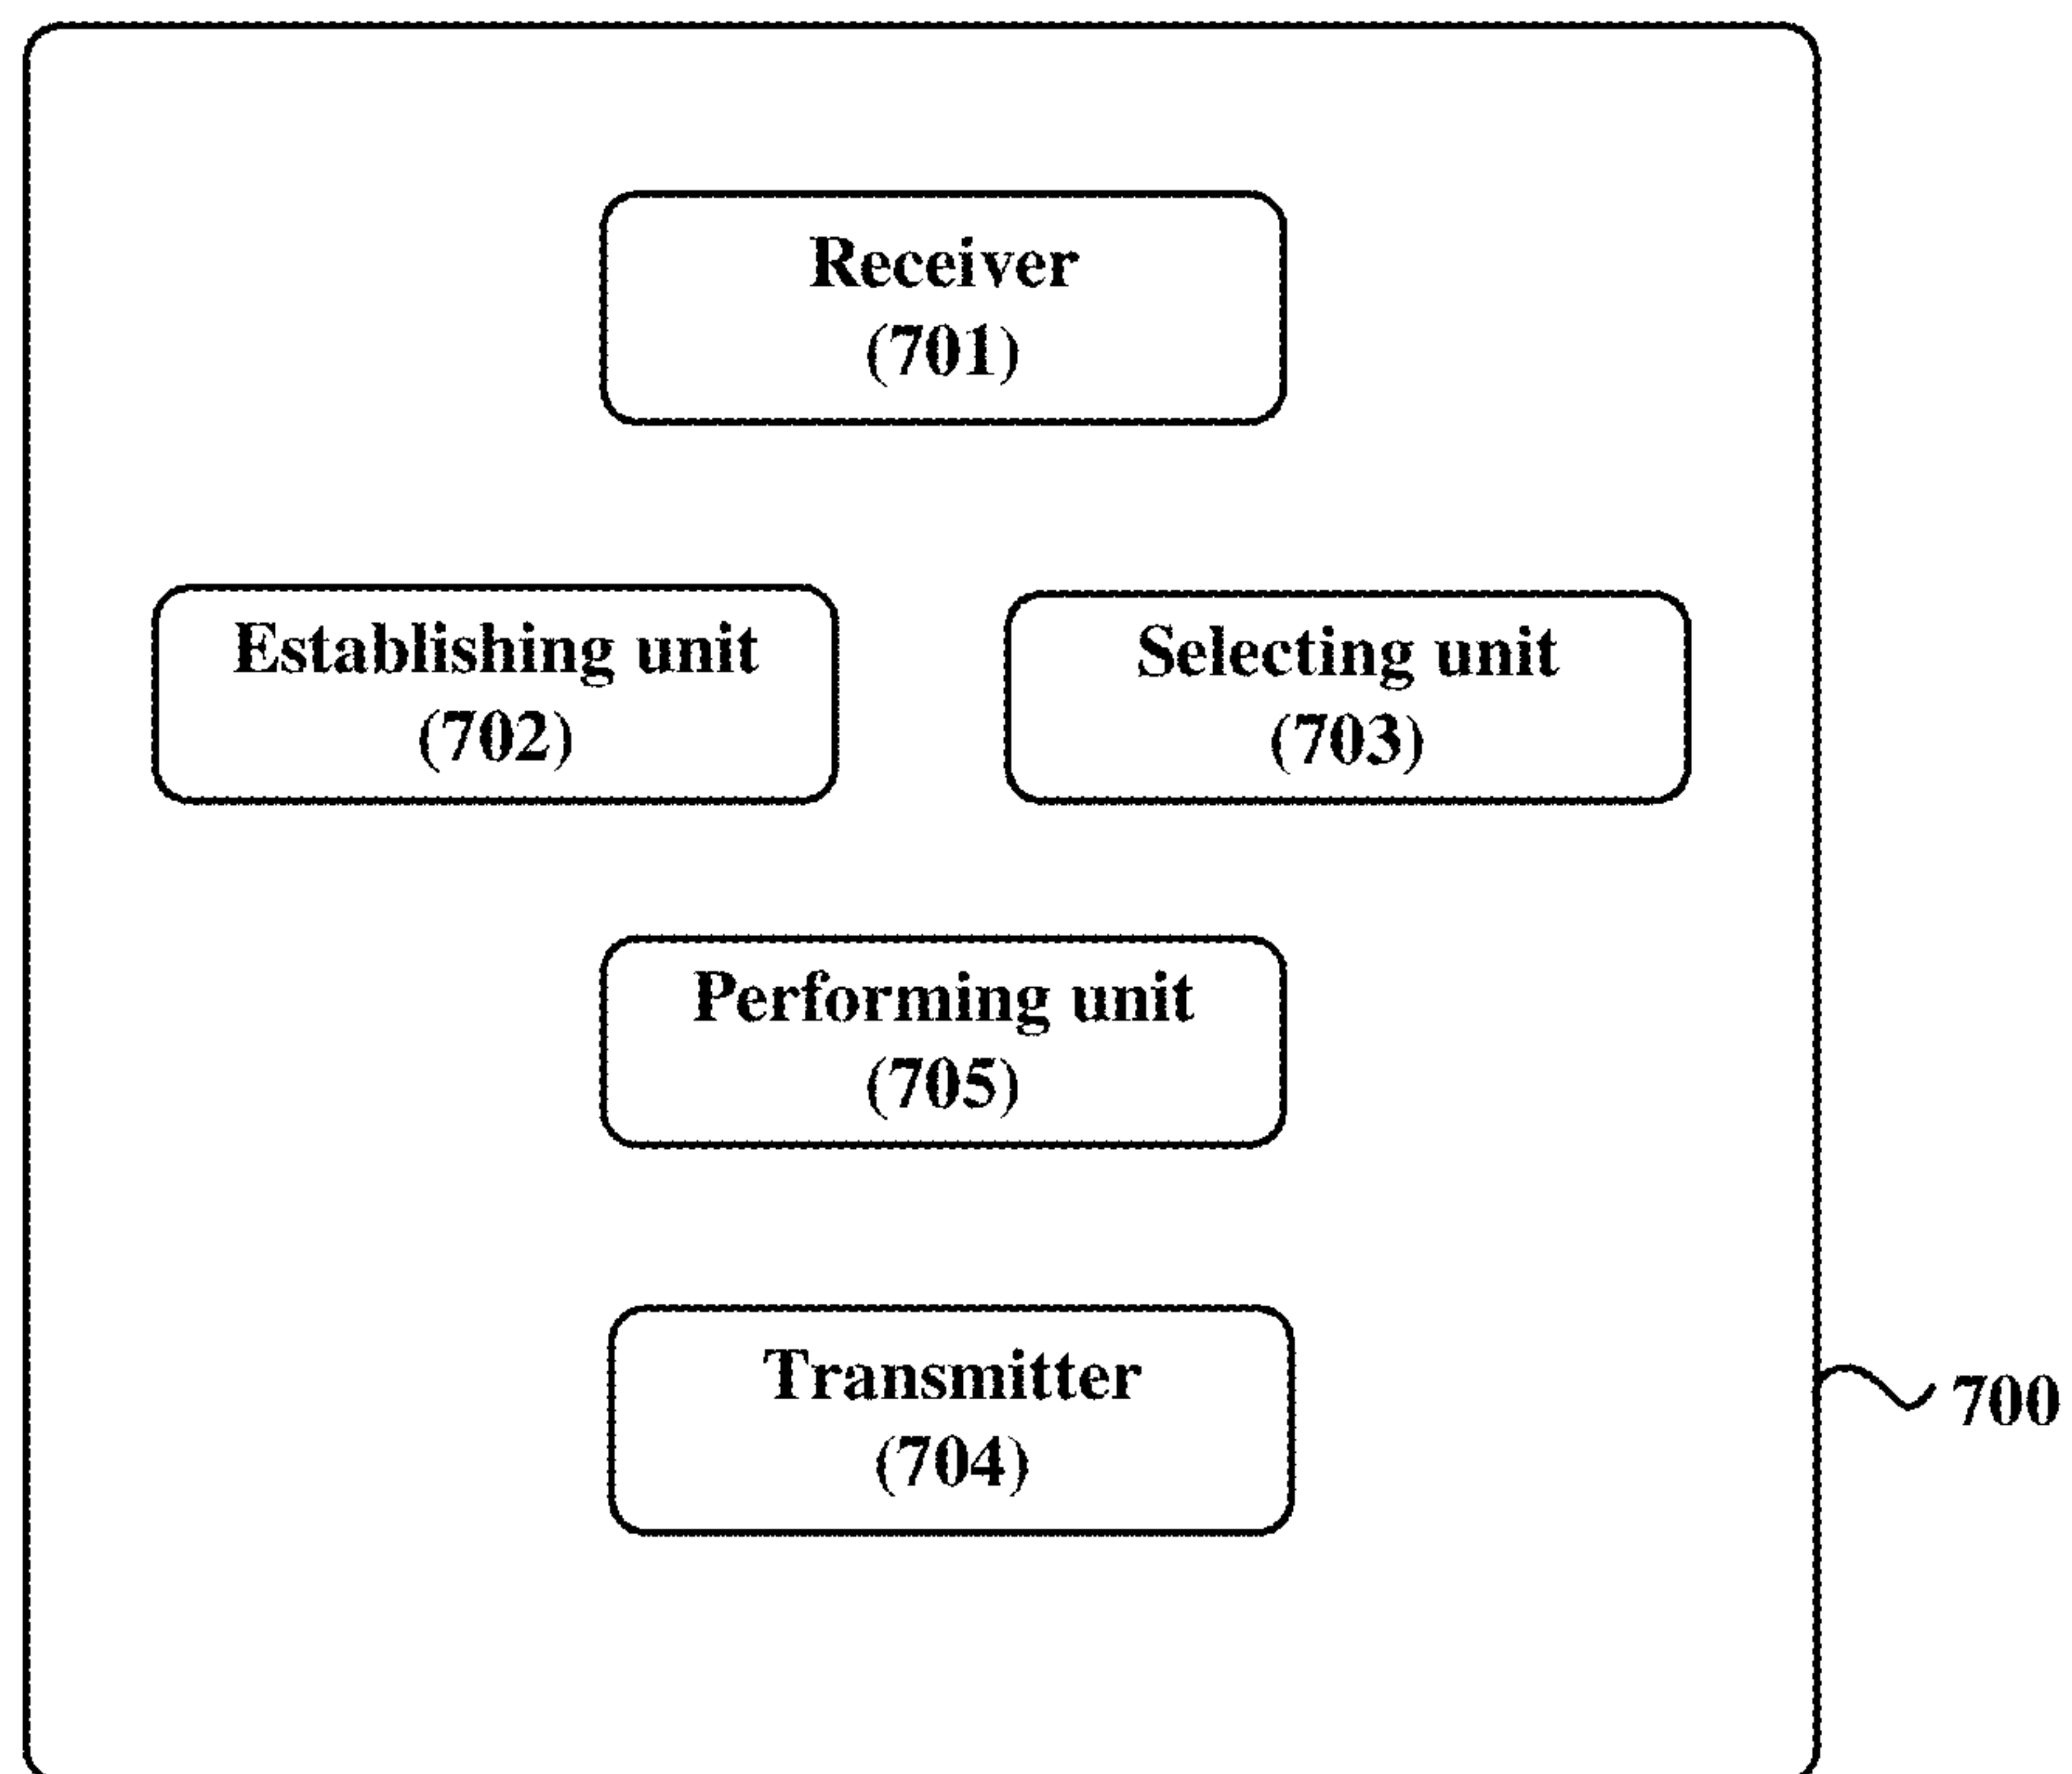 Receiver
(701)
Establishing unit
(702)
Selecting unit
(703)
Performing unit
(705)
Transmitter
(704)
700